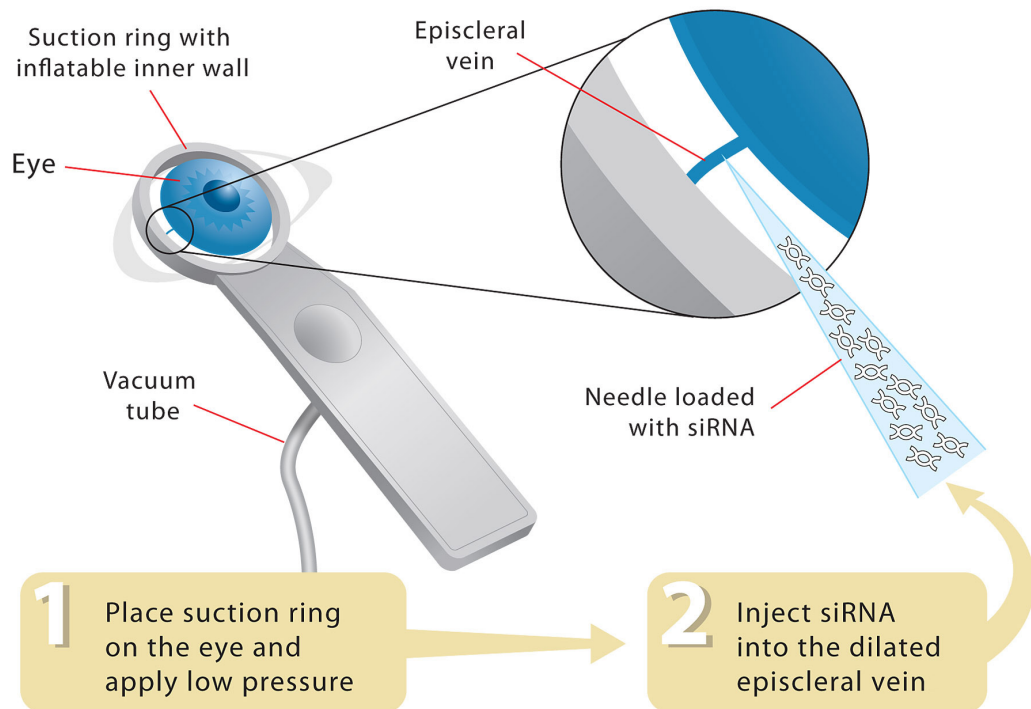 Suction ring with
inflatable inner wall
Episcleral
vein
Eye
Vacuum
tube
Needle loaded
with siRNA
1
Place suction ring
on the eye and
apply low pressure
2
Inject siRNA
into the dilated
episcleral vein